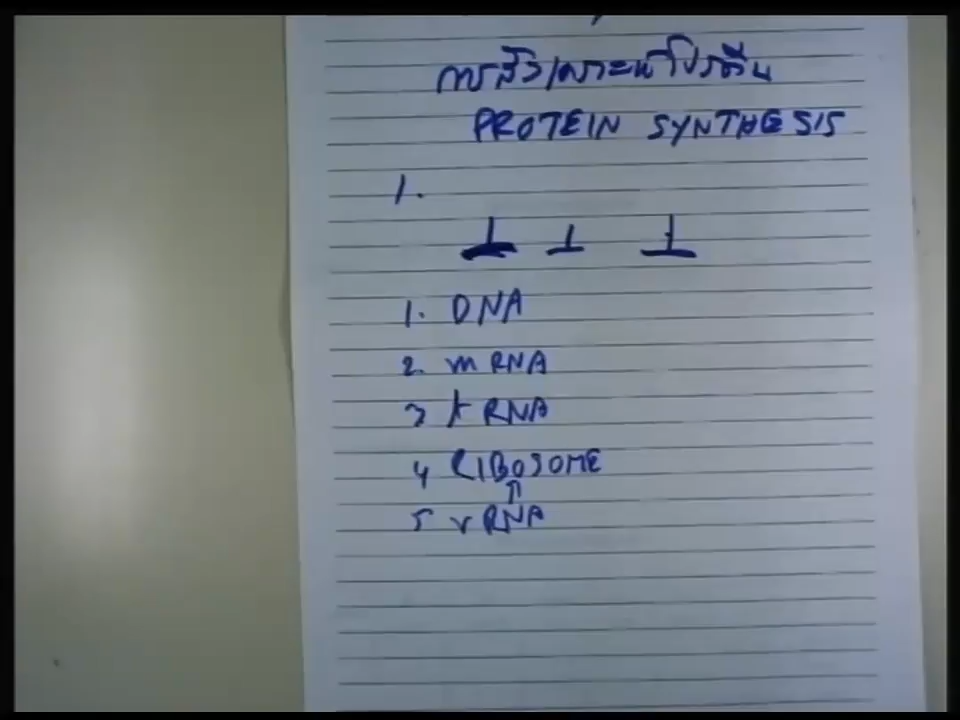 การสังเคราะห์โปรตีน
PROTEIN SYNTHESIS
1.
1. DNA
2. mRNA
3 tRNA
4 RIBOSOME
5 rRNA